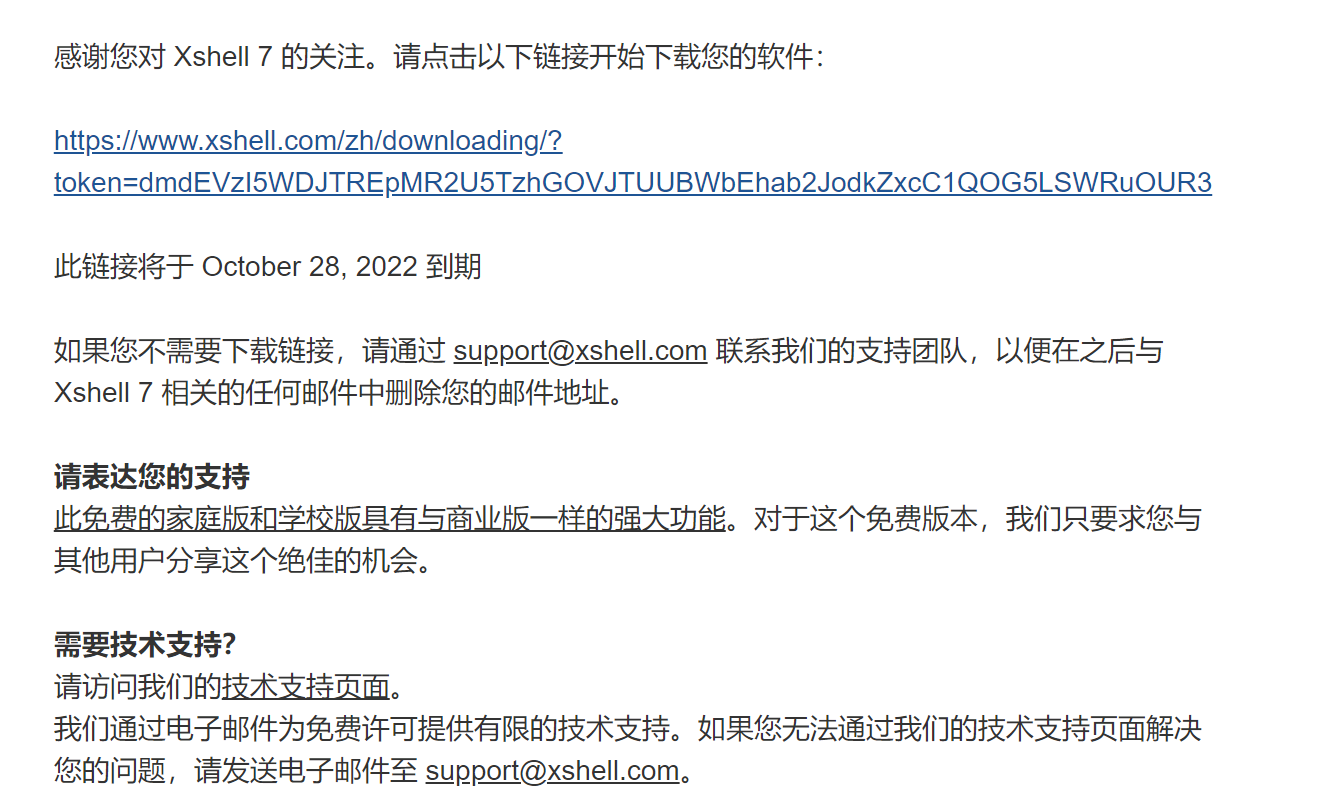 感谢您对 Xshell 7 的关注。请点击以下链接开始下载您的软件：
https://www.xshell.com/zh/downloading/?
token=dmdEVzI5WDJTREpMR2U5TzhGOVJTUUBWbEhab2JodkZxcC1QOG5LSWRuOUR3
此链接将于 October 28, 2022 到期
如果您不需要下载链接，请通过 support@xshell.com 联系我们的支持团队，以便在之后与
Xshell 7 相关的任何邮件中删除您的邮件地址。
请表达您的支持
此免费的家庭版和学校版具有与商业版一样的强大功能。对于这个免费版本，我们只要求您与
其他用户分享这个绝佳的机会。
需要技术支持？
请访问我们的技术支持页面。
我们通过电子邮件为免费许可提供有限的技术支持。如果您无法通过我们的技术支持页面解决
您的问题，请发送电子邮件至 support@xshell.com。